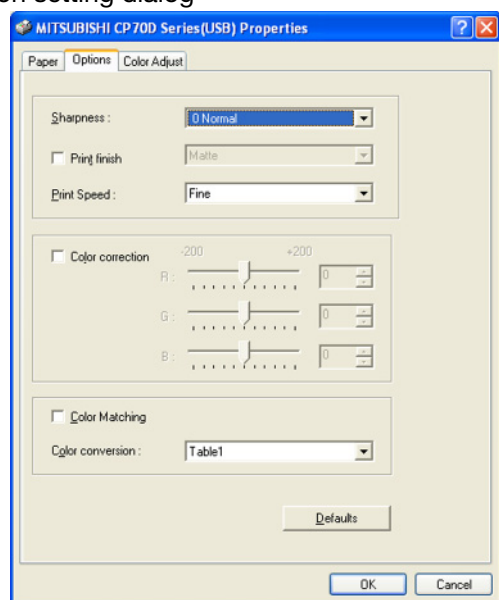 on setting dialog
MITSUBISHI CP70D Series(USB) Properties
Paper Options Color Adjust
Sharpness : 0 Normal
Print finish Matte
Print Speed : Fine
Color correction -200 +200
R : 0
G : 0
B : 0
Color Matching
Color conversion : Table1
Defaults
OK Cancel